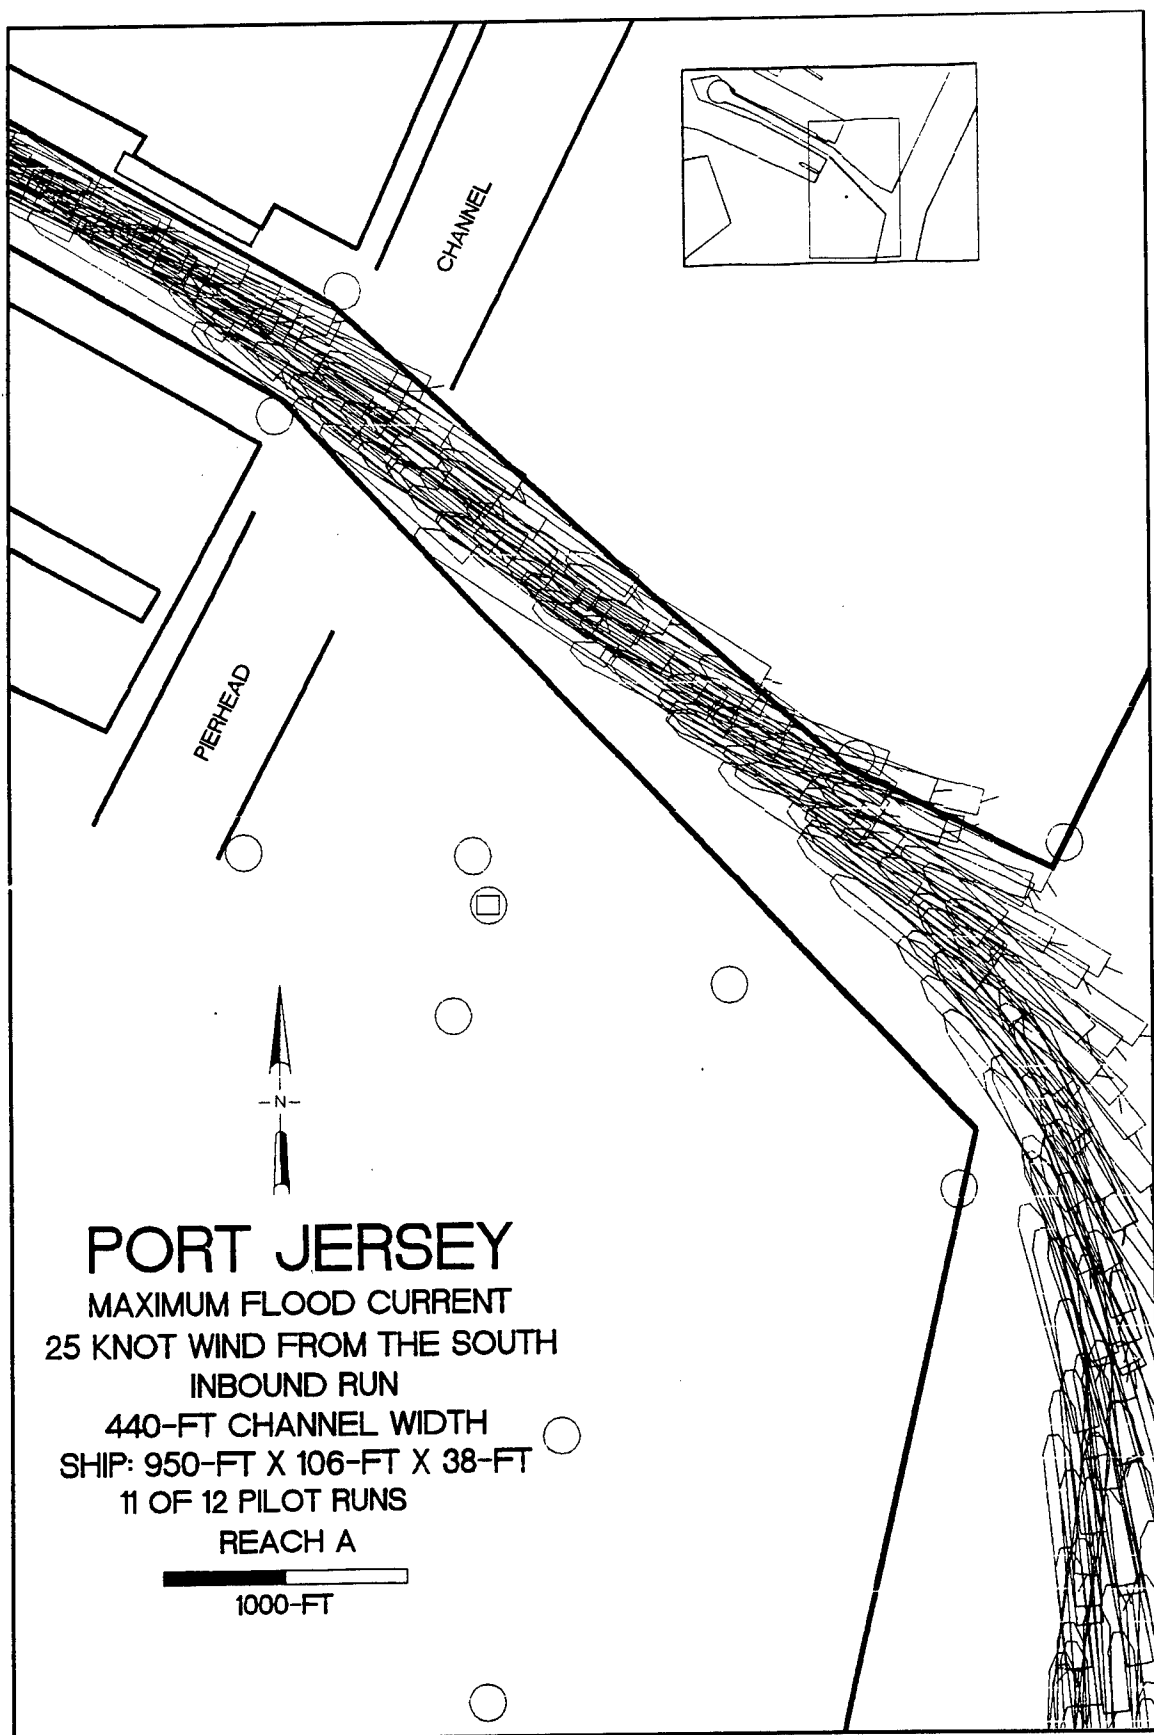 CHANNEL
PIERHEAD
-N-
PORT JERSEY
MAXIMUM FLOOD CURRENT
25 KNOT WIND FROM THE SOUTH
INBOUND RUN
440-FT CHANNEL WIDTH
SHIP: 950-FT X 106-FT X 38-FT
11 OF 12 PILOT RUNS
REACH A
1000-FT